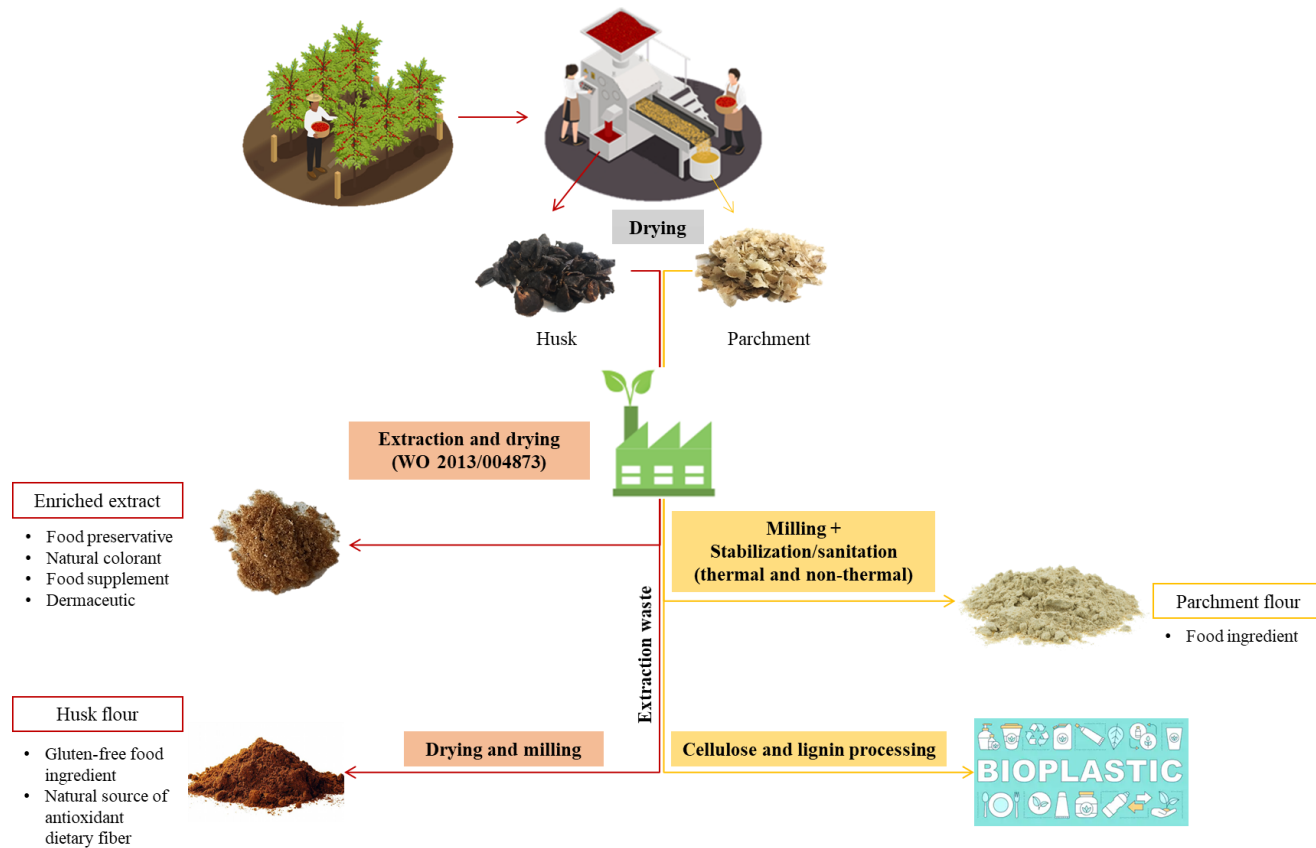 Drying
Husk
Parchment
Extraction and drying
(WO 2013/004873)
Enriched extract
• Food preservative
• Natural colorant
• Food supplement
• Dermaceutic
Milling +
Stabilization/sanitation
(thermal and non-thermal)
Parchment flour
• Food ingredient
Extraction waste
Husk flour
• Gluten-free food
ingredient
• Natural source of
antioxidant
dietary fiber
Drying and milling
Cellulose and lignin processing
BIOPLASTIC